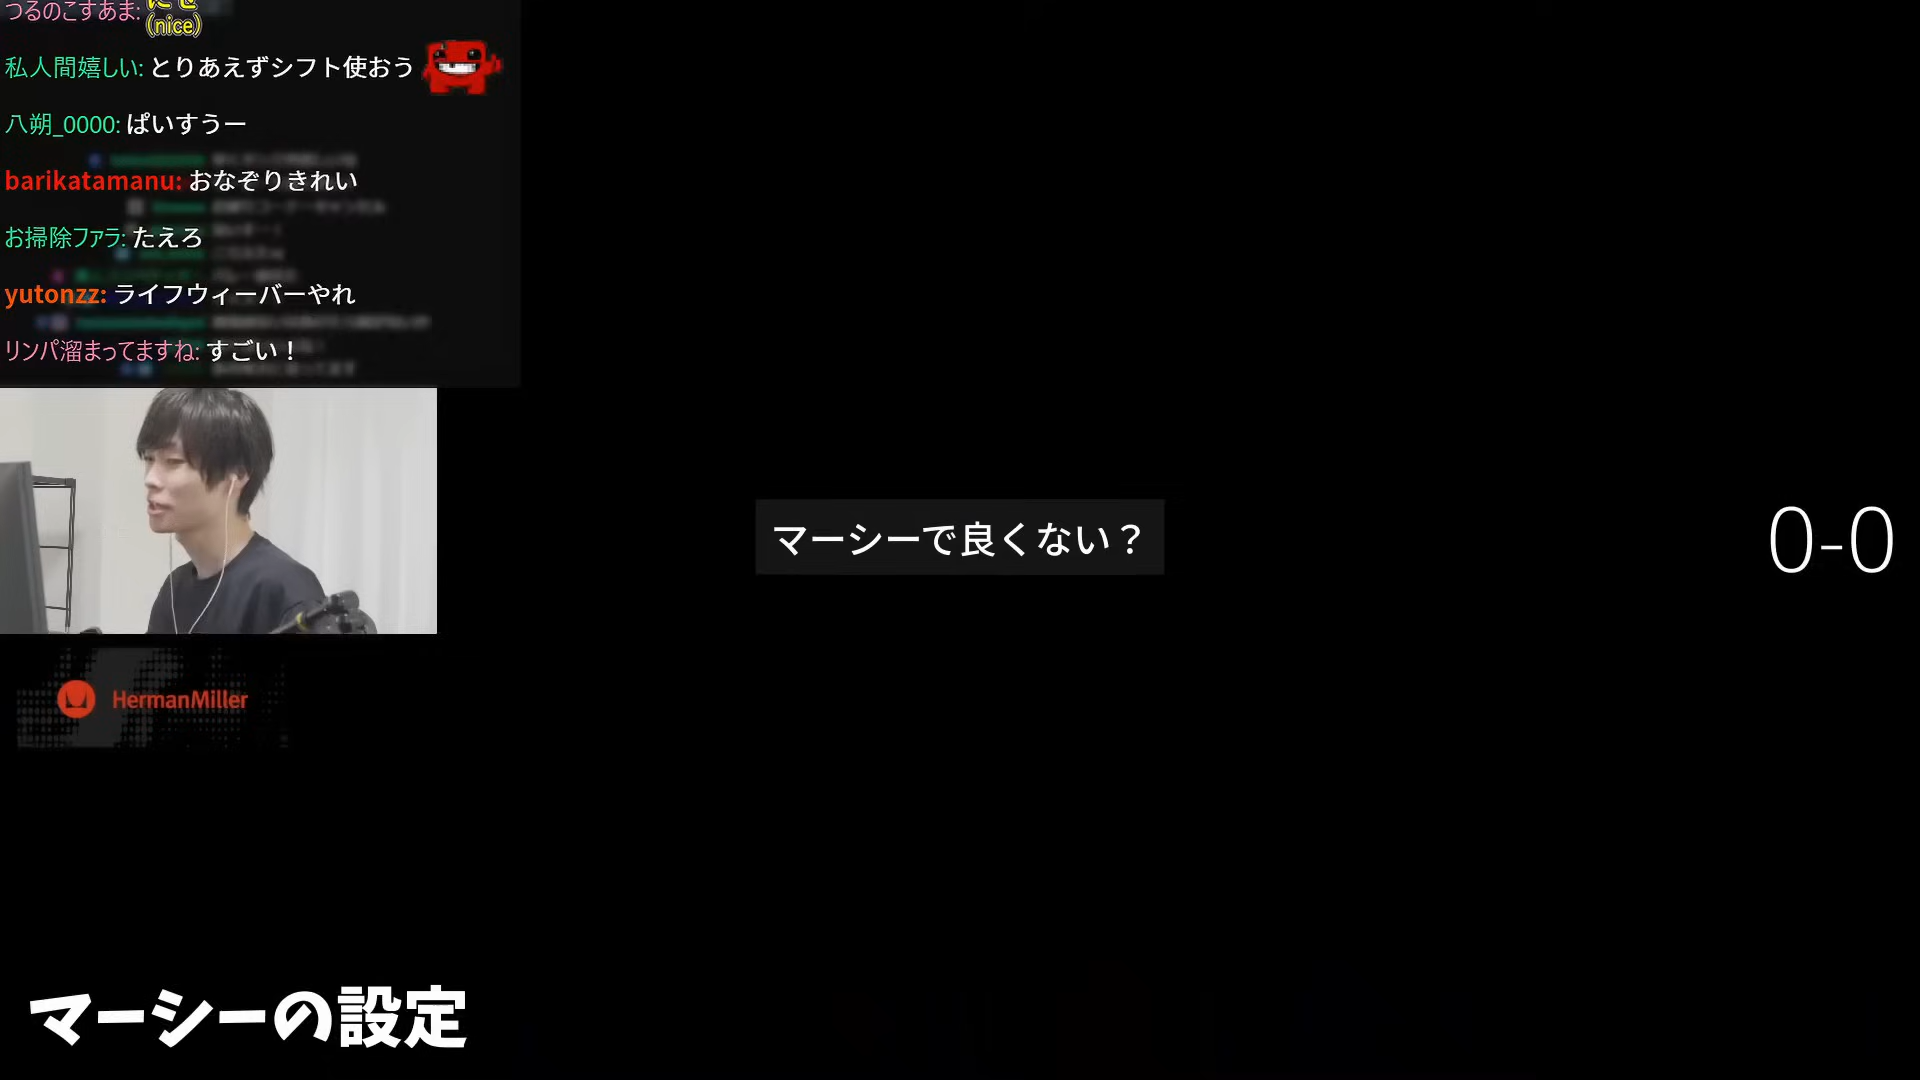 つるのこすあま:
(nice)
私人間嬉しい: とりあえずシフト使おう
八朔_0000: ぱいすうー
barikatamanu: おなぞりきれい
お掃除ファラ: たえろ
yutonzz: ライフウィーバーやれ
リンパ溜まってますね: すごい！
マーシーで良くない？
0-0
HermanMiller
マーシーの設定